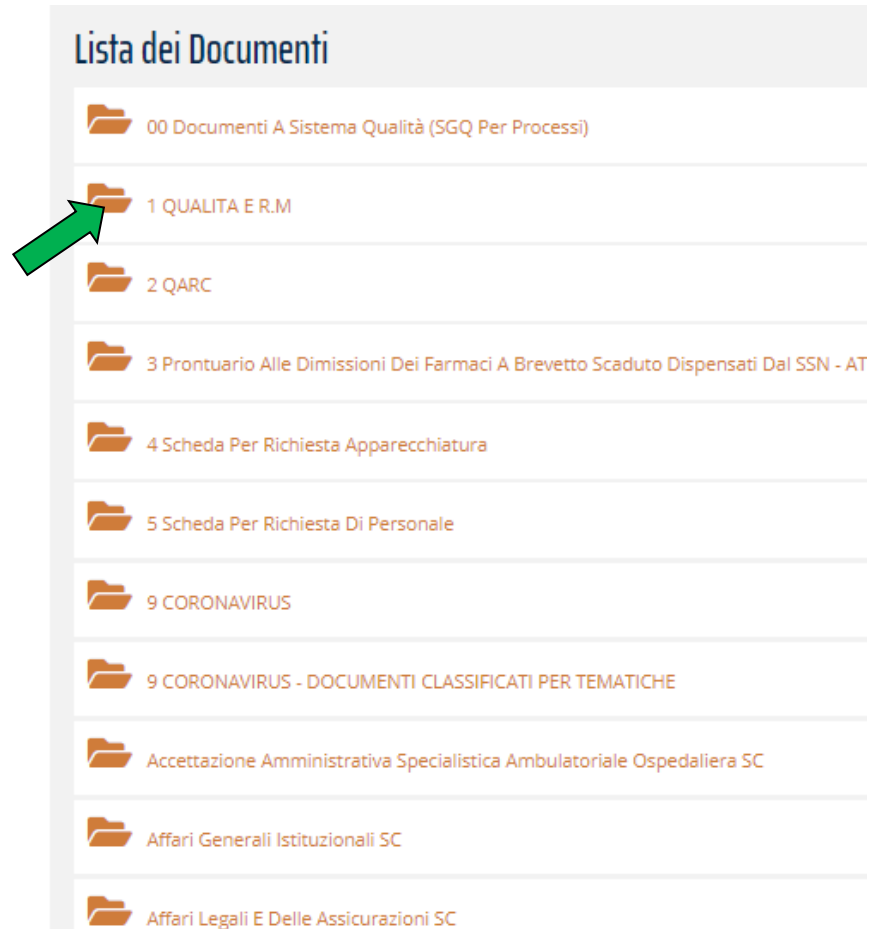 Lista dei Documenti
00 Documenti A Sistema Qualità (SGQ Per Processi)
1 QUALITA E R.M
2 QARC
3 Prontuario Alle Dimissioni Dei Farmaci A Brevetto Scaduto Dispensati Dal SSN - AT
4 Scheda Per Richiesta Apparecchiatura
5 Scheda Per Richiesta Di Personale
9 CORONAVIRUS
9 CORONAVIRUS - DOCUMENTI CLASSIFICATI PER TEMATICHE
Accettazione Amministrativa Specialistica Ambulatoriale Ospedaliera SC
Affari Generali Istituzionali SC
Affari Legali E Delle Assicurazioni SC